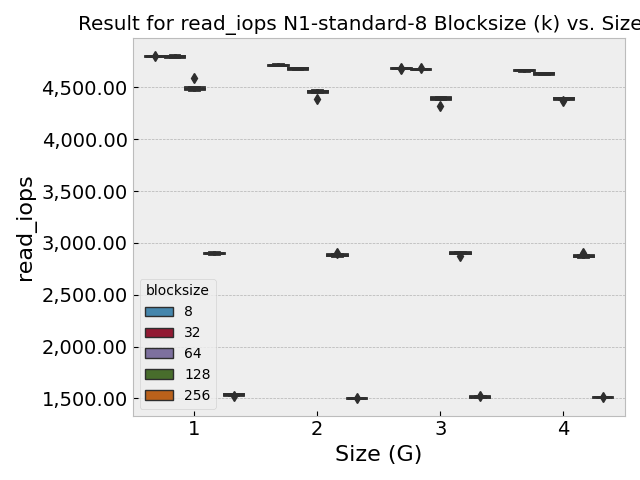 Result for read_iops N1-standard-8 Blocksize (k) vs. Size
4,500.00
4,000.00
3,500.00
3,000.00
2,500.00
2,000.00
1,500.00
read_iops
blocksize
8
32
64
128
256
1 2 3 4
Size (G)